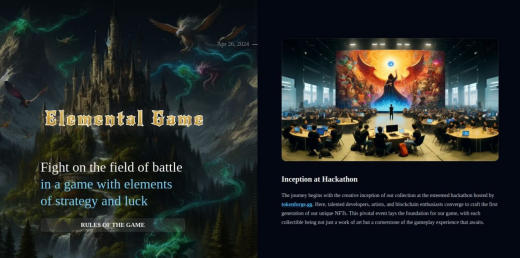 Apr 26, 2024
Elemental Game
Fight on the field of battle
in a game with elements
of strategy and luck
RULES OF THE GAME
Inception at Hackathon
The journey begins with the creative inception of our collection at the esteemed hackathon hosted by
tokenforge.gg. Here, talented developers, artists, and blockchain enthusiasts converge to craft the first
generation of our unique NFTs. This pivotal event lays the foundation for our game, with each
collectible being not just a work of art but a cornerstone of the gameplay experience that awaits.